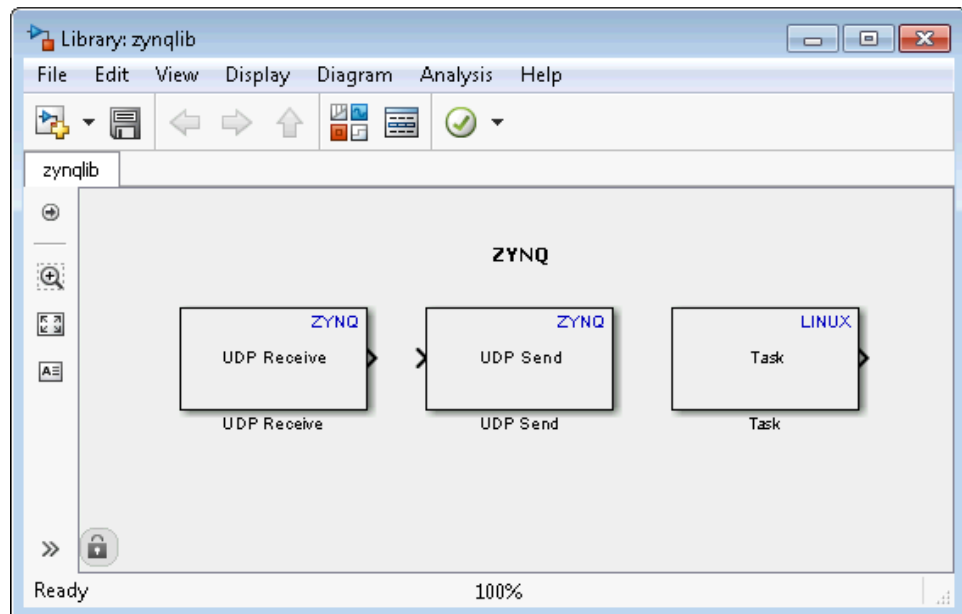 Library: zynqlib
File Edit View Display Diagram Analysis Help
zynqlib
ZYNQ
ZYNQ ZYNQ LINUX
UDP Receive UDP Send Task
UDP Receive UDP Send Task
Ready 100%